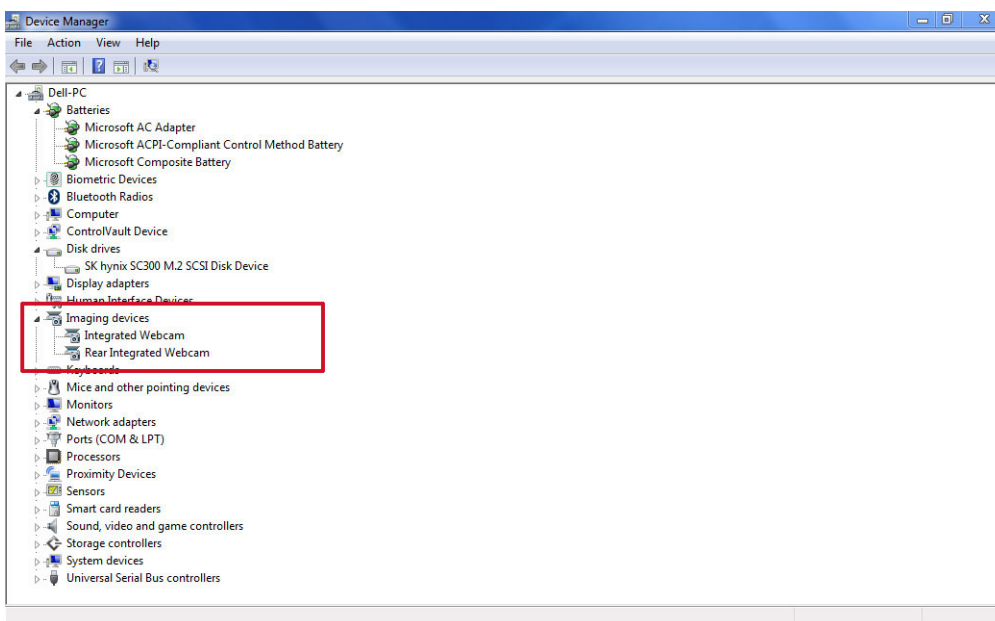 Device Manager
File Action View Help
Dell-PC
Batteries
Microsoft AC Adapter
Microsoft ACPI-Compliant Control Method Battery
Microsoft Composite Battery
Biometric Devices
Bluetooth Radios
Computer
ControlVault Device
Disk drives
SK hynix SC300 M.2 SCSI Disk Device
Display adapters
Human Interface Devices
Imaging devices
Integrated Webcam
Rear Integrated Webcam
Keyboards
Mice and other pointing devices
Monitors
Network adapters
Ports (COM & LPT)
Processors
Proximity Devices
Sensors
Smart card readers
Sound, video and game controllers
Storage controllers
System devices
Universal Serial Bus controllers